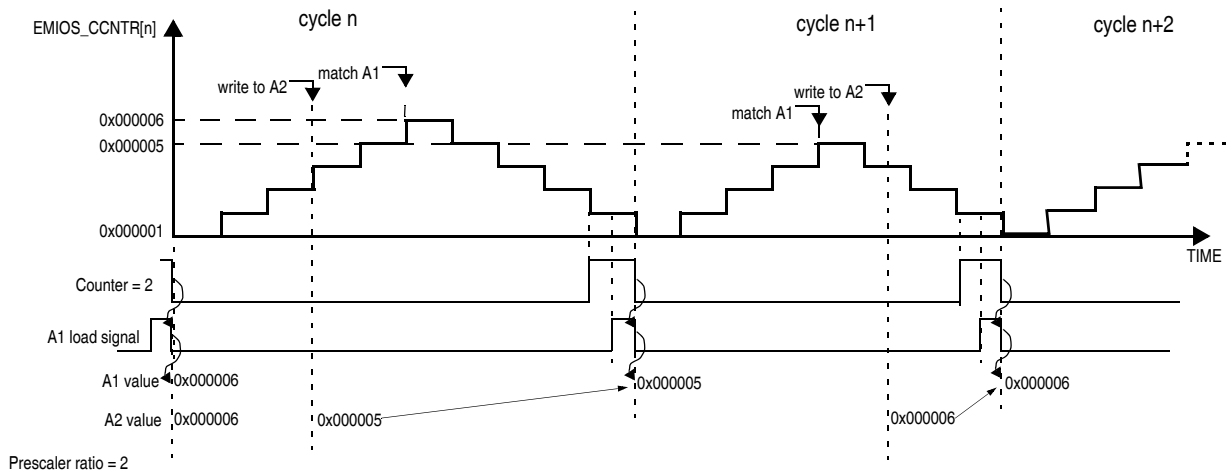 cycle n
cycle n+1
cycle n+2
EMIOS_CCNTR[n]
match A1
write to A2
write to A2
match A1
0x000006
0x000005
0x000001
TIME
Counter = 2
A1 load signal
A1 value 0x000006 0x000005 0x000006
A2 value 0x000006 0x000005 0x000006
Prescaler ratio = 2